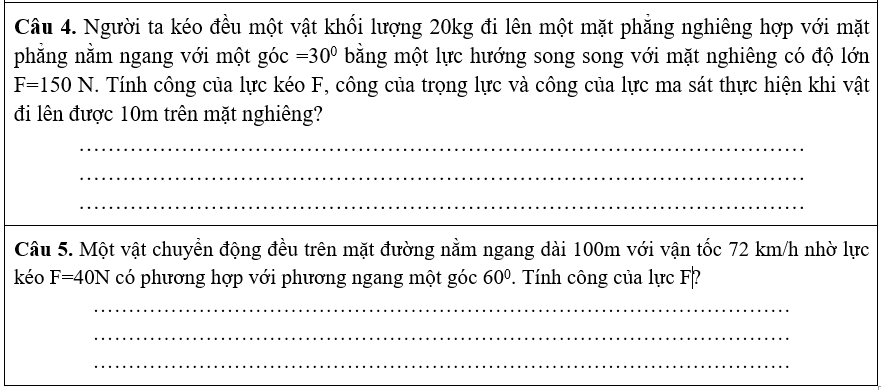 Câu 4. Người ta kéo đều một vật khối lượng 20kg đi lên một mặt phẳng nghiêng hợp với mặt
phẳng nằm ngang với một góc =30⁰ bằng một lực hướng song song với mặt nghiêng có độ lớn
F=150 N. Tính công của lực kéo F, công của trọng lực và công của lực ma sát thực hiện khi vật
đi lên được 10m trên mặt nghiêng?
Câu 5. Một vật chuyển động đều trên mặt đường nằm ngang dài 100m với vận tốc 72 km/h nhờ lực
kéo F=40N có phương hợp với phương ngang một góc 60⁰. Tính công của lực F?